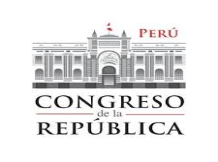 PERÚ
CONGRESO
de la
REPÚBLICA